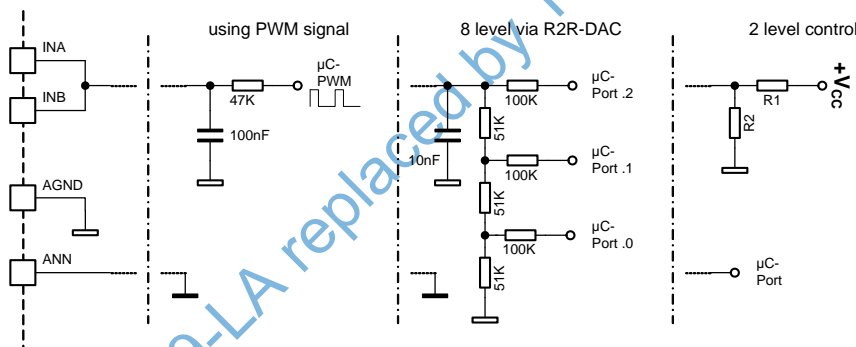 using PWM signal
8 level via R2R-DAC
2 level control
INA
INB
AGND
ANN
µC-
PWM
47K
100nF
µC-
Port .2
100K
51K
10nF
µC-
Port .1
100K
51K
µC-
Port .0
100K
51K
R1
R2
+VCC
µC-
Port
-LA replaced by